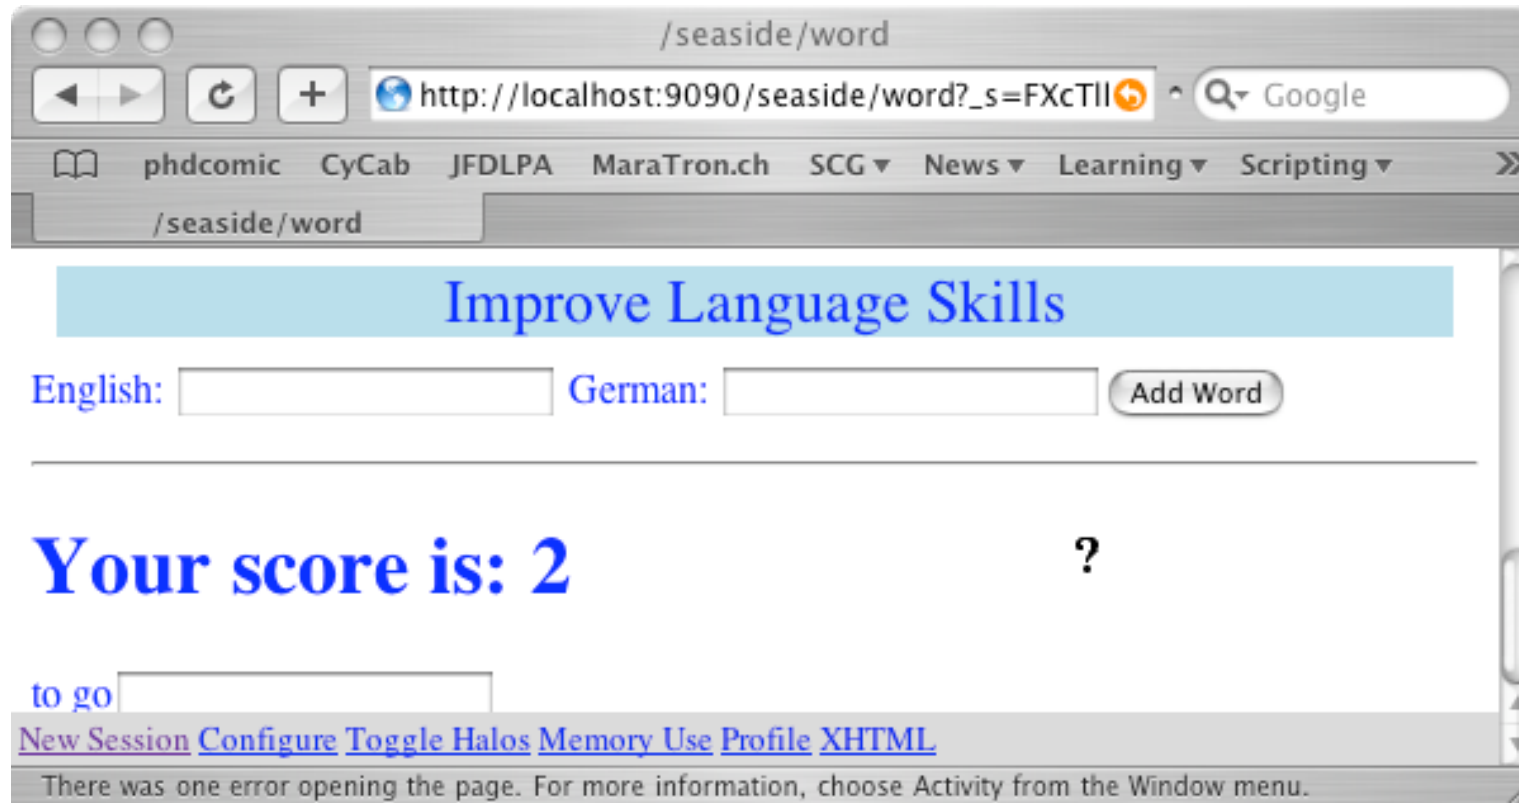 /seaside/word
http://localhost:9090/seaside/word?_s=FXcTll Google
phdcomic CyCab JFDLPA MaraTron.ch SCG News Learning Scripting
/seaside/word
Improve Language Skills
English: German: Add Word
Your score is: 2 ?
to go
New Session Configure Toggle Halos Memory Use Profile XHTML
There was one error opening the page. For more information, choose Activity from the Window menu.